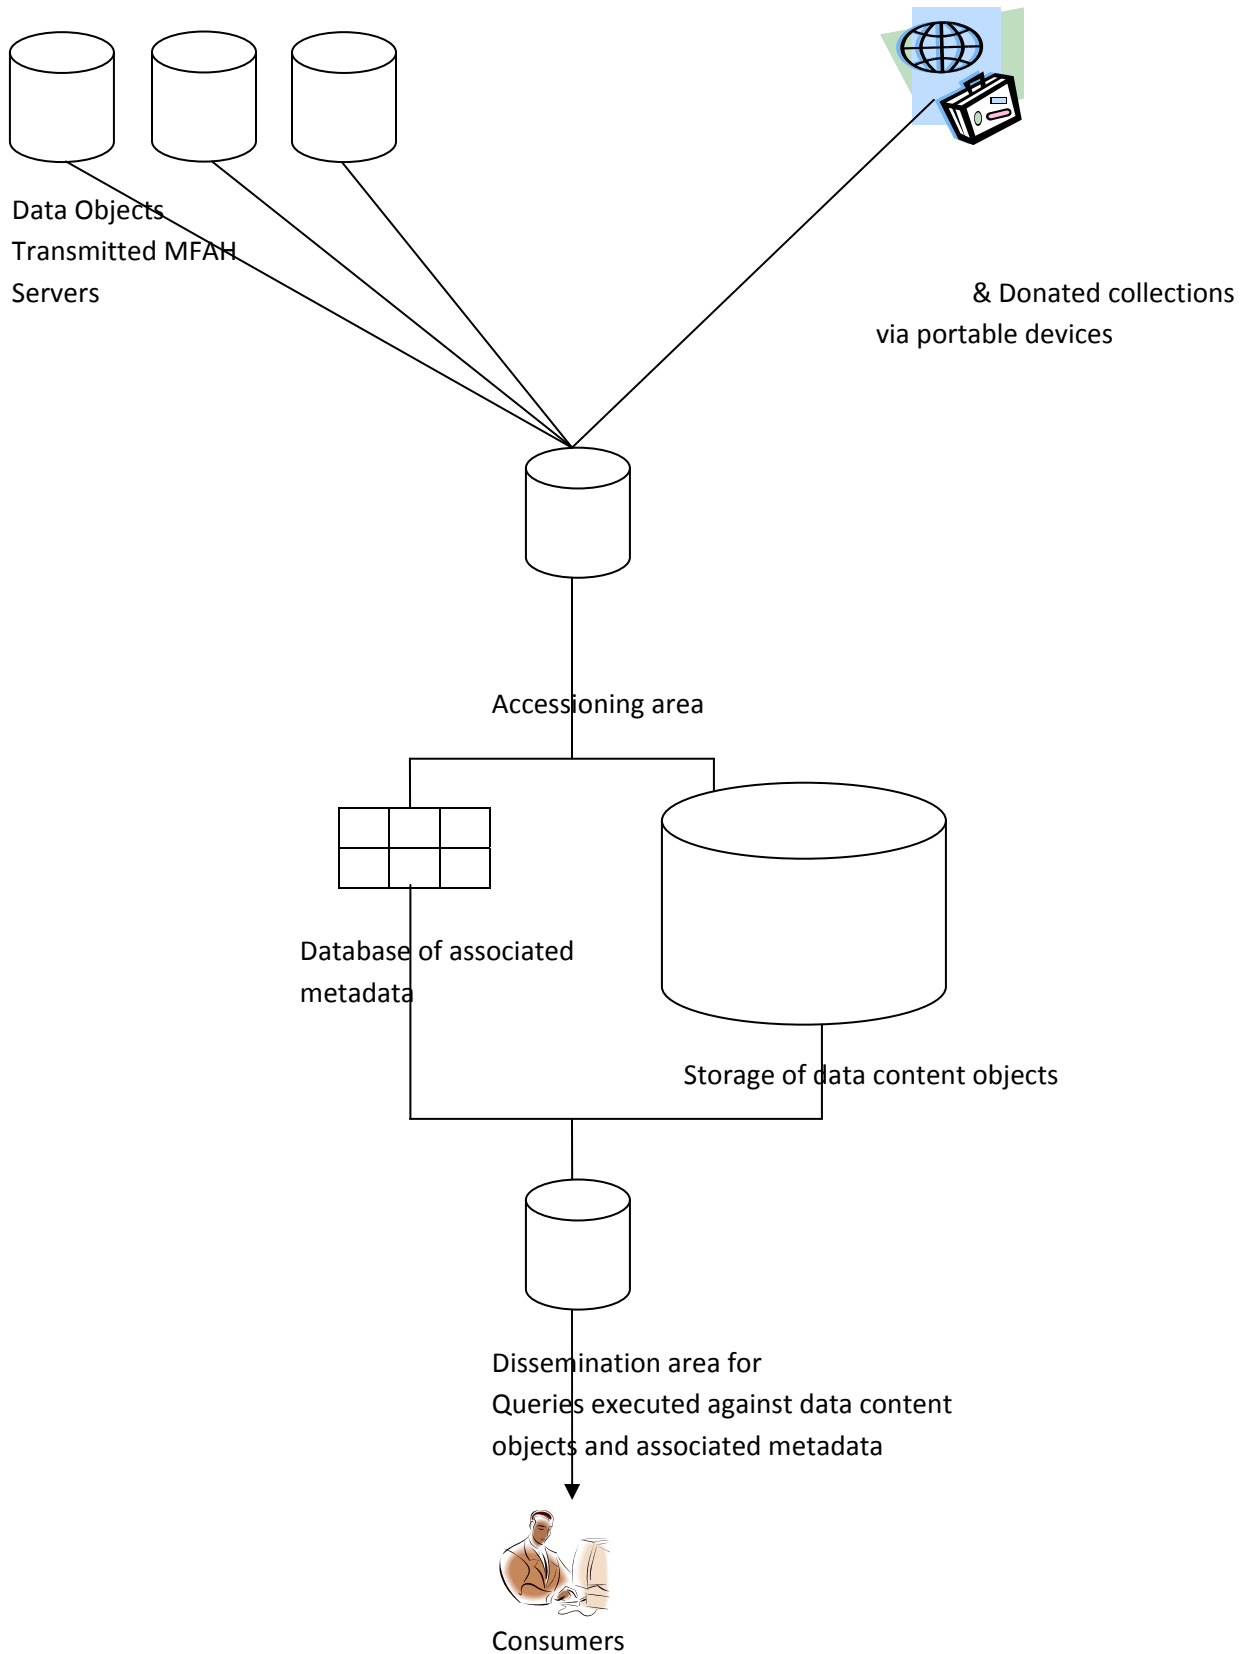 Data Objects
Transmitted MFAH
Servers
& Donated collections
via portable devices
Accessioning area
Database of associated
metadata
Storage of data content objects
Dissemination area for
Queries executed against data content
objects and associated metadata
Consumers